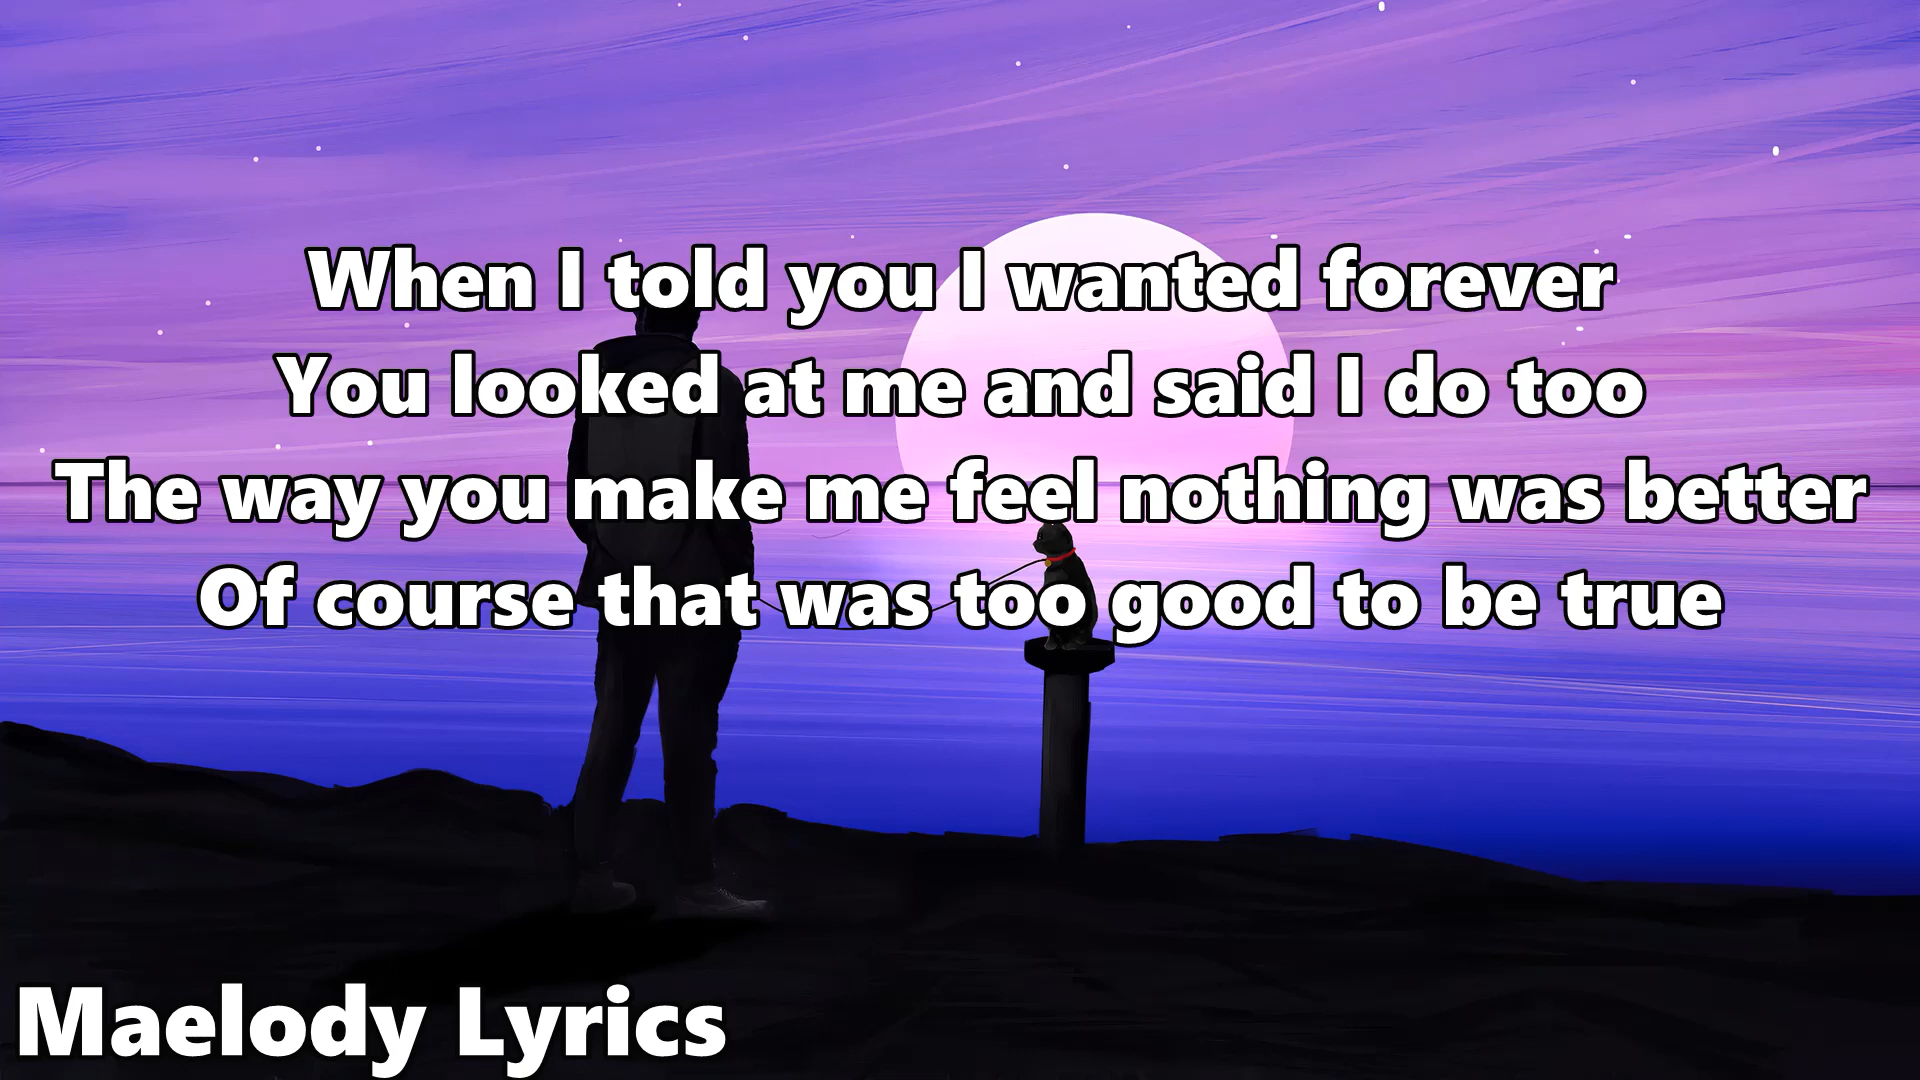 When I told you I wanted forever
You looked at me and said I do too
The way you make me feel nothing was better
Of course that was too good to be true
Maelody Lyrics